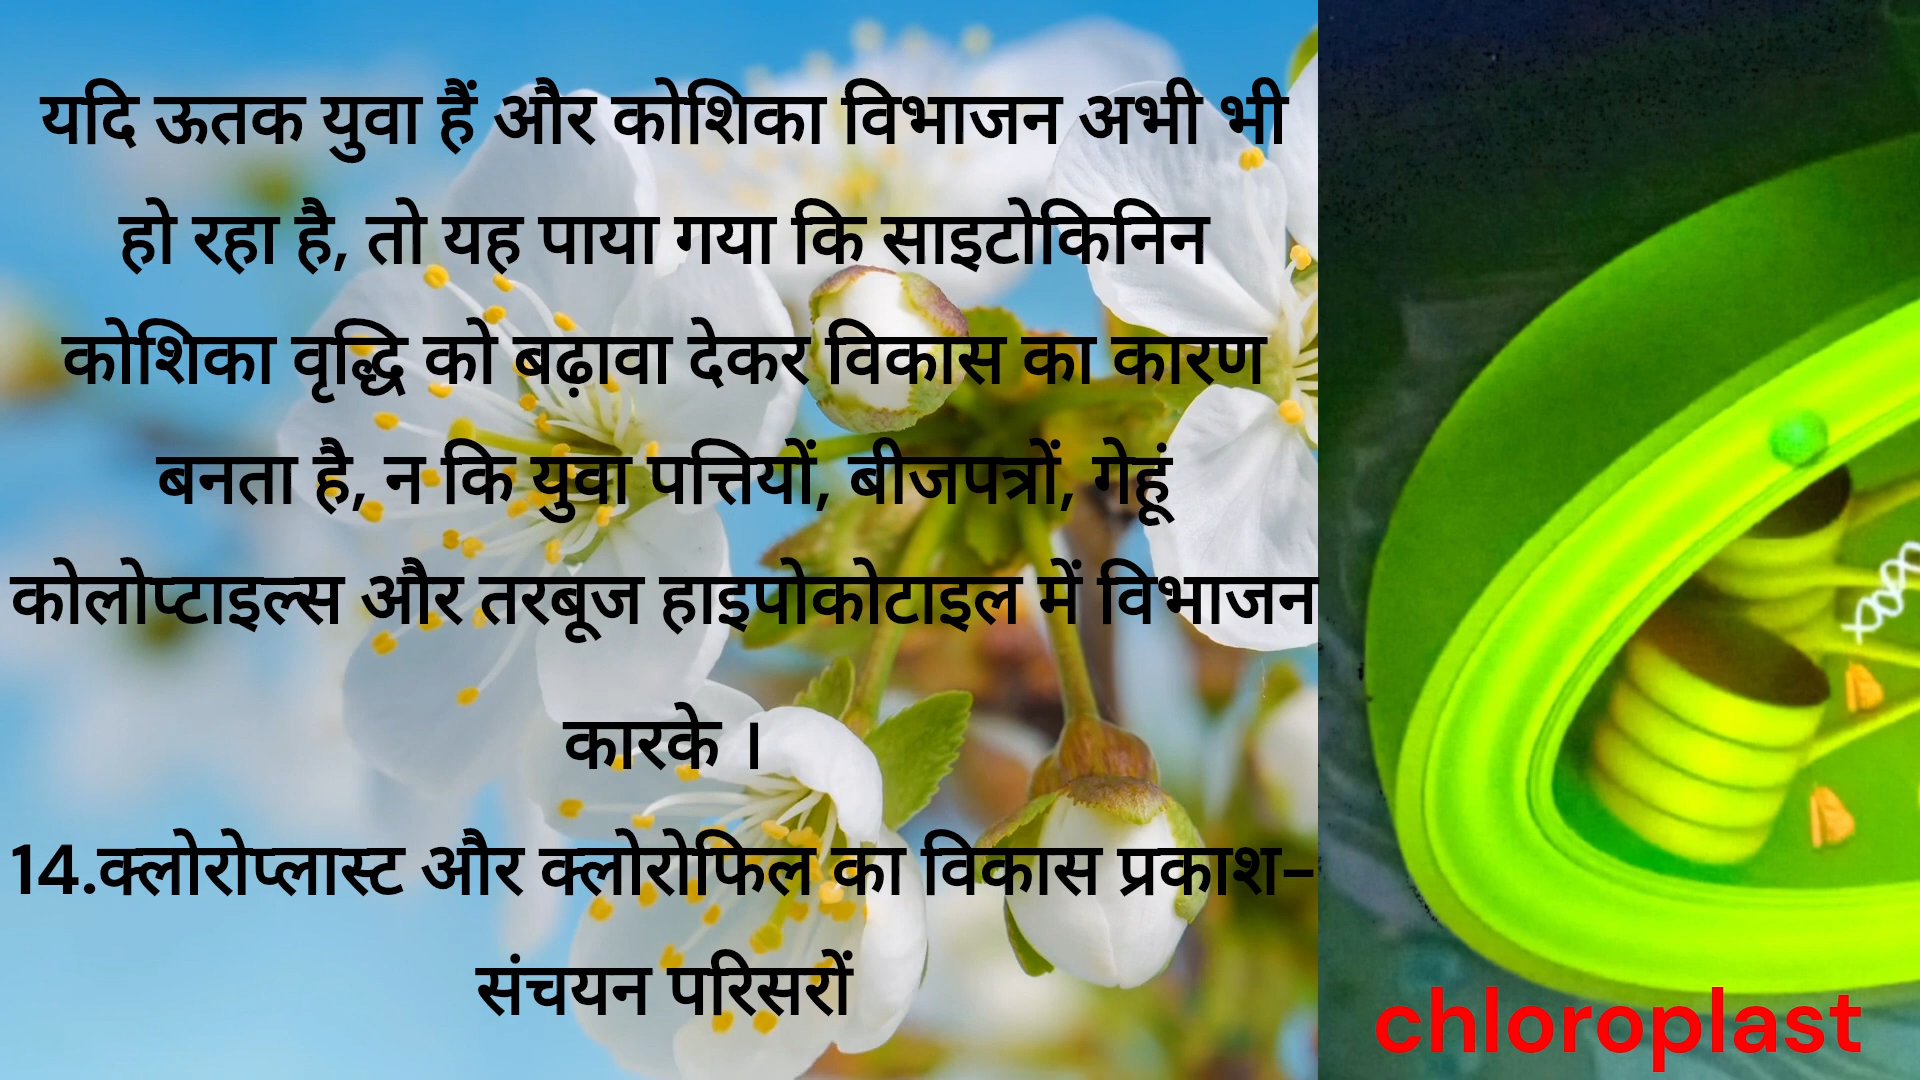 यदि ऊतक युवा हैं और कोशिका विभाजन अभी भी
हो रहा है, तो यह पाया गया कि साइटोकिनिन
कोशिका वृद्धि को बढ़ावा देकर विकास का कारण
बनता है, न कि युवा पत्तियों, बीजपत्रों, गेहूं
कोलोप्टाइल्स और तरबूज हाइपोकोटाइल में विभाजन
कारके ।
14.क्लोरोप्लास्ट और क्लोरोफिल का विकास प्रकाश-
संचयन परिसरों
chloroplast